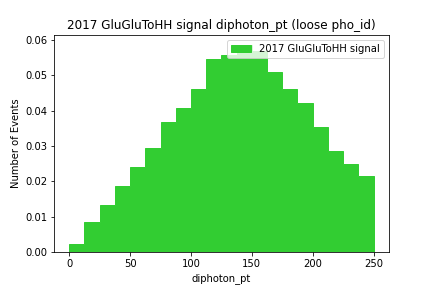 2017 GluGluToHH signal diphoton_pt (loose pho_id)
2017 GluGluToHH signal
Number of Events
0.06
0.05
0.04
0.03
0.02
0.01
0.00
0 50 100 150 200 250
diphoton_pt